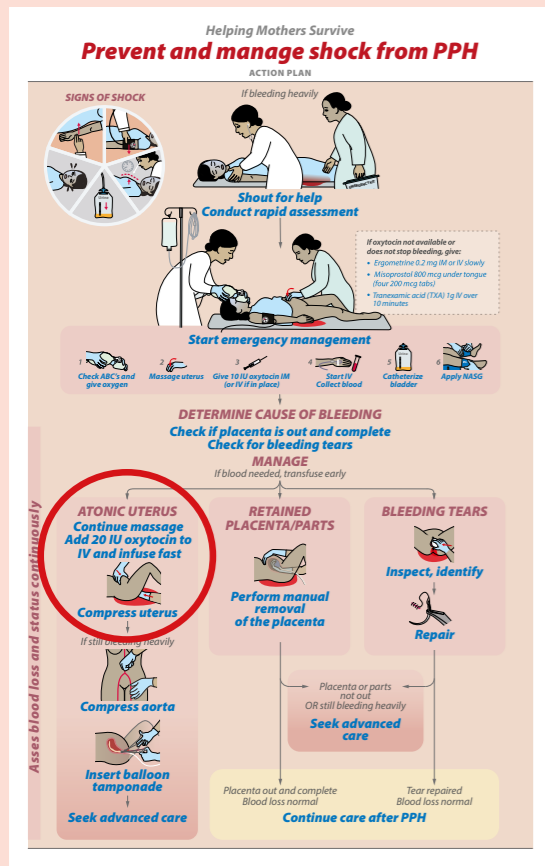 Helping Mothers Survive
Prevent and manage shock from PPH
ACTION PLAN
SIGNS OF SHOCK
If bleeding heavily
Shout for help
Conduct rapid assessment
If oxytocin not available or
does not stop bleeding, give:
• Ergometrine 0.2 mg IM or IV slowly
• Misoprostol 800 mcg under tongue
(four 200 mcg tabs)
• Tranexamic acid (TXA) 1g IV over
10 minutes
Start emergency management
1
Check ABC's and
give oxygen
2
Massage uterus
3
Give 10 IU oxytocin IM
(or IV if in place)
4
Start IV
Collect blood
5
Catheterize
bladder
6
Apply NASG
DETERMINE CAUSE OF BLEEDING
Check if placenta is out and complete
Check for bleeding tears
MANAGE
If blood needed, transfuse early
Asses blood loss and status continuously
ATONIC UTERUS
Continue massage
Add 20 IU oxytocin to
IV and infuse fast
Compress uterus
If still bleeding heavily
Compress aorta
Insert balloon
tamponade
Seek advanced care
RETAINED
PLACENTA/PARTS
Perform manual
removal
of the placenta
BLEEDING TEARS
Inspect, identify
Repair
Placenta or parts
not out
OR still bleeding heavily
Seek advanced
care
Placenta out and complete
Blood loss normal
Tear repaired
Blood loss normal
Continue care after PPH